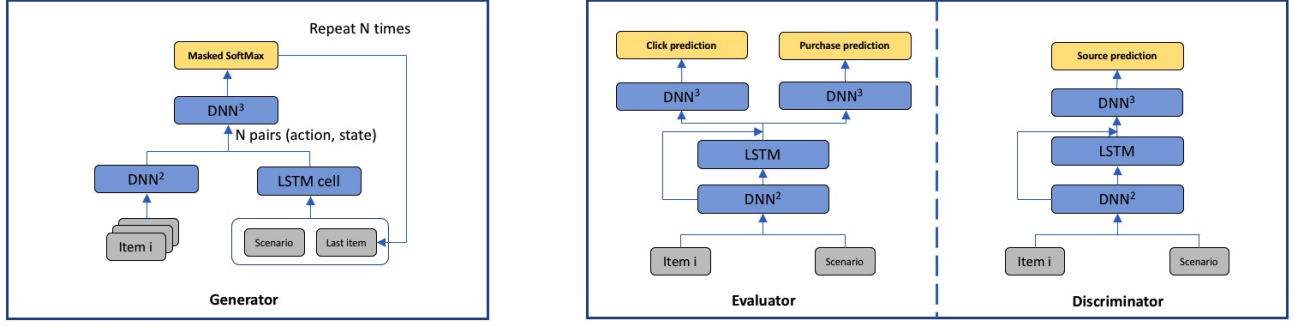 Repeat N times
Masked SoftMax
DNN³
N pairs (action, state)
DNN²
LSTM cell
Item i
Scenario
Last item
Generator
Click prediction
Purchase prediction
DNN³
DNN³
LSTM
DNN²
Item i
Scenario
Evaluator
Source prediction
DNN³
LSTM
DNN²
Item i
Scenario
Discriminator